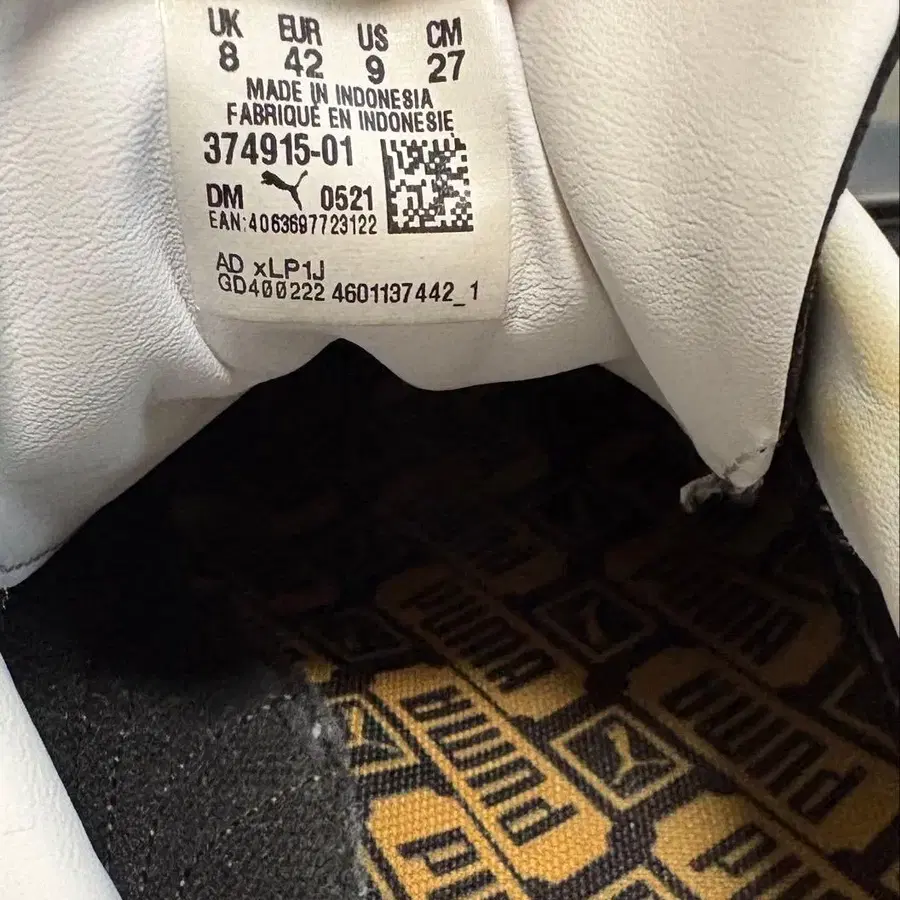 UK EUR US CM
8 42 9 27
MADE IN INDONESIA
FABRIQUÉ EN INDONESIE
374915-01
DM 0521
EAN:4063697723122
AD xLP1J
GD400222 4601137442_1
PUMA
PUMA
PUMA
PUMA